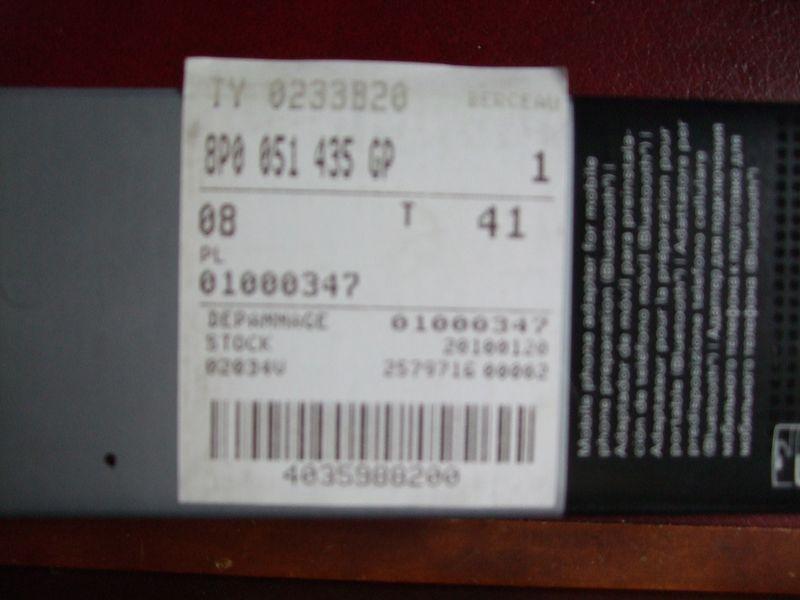 TY 0233B20 BERCEAU
8P0 051 435 GP 1
08 T 41
PL
01000347
DEPANNAGE 01000347
STOCK 20100120
02034V 2579716 00002
4035988200
Mobile phone adapter for mobile
phone preparation (Bluetooth®) |
Adaptador de móvil para preinstala-
ción de teléfono móvil (Bluetooth®) |
Adaptateur pour la préparation pour
portable (Bluetooth®) | Adattatore per
predisposizione telefono cellulare
(Bluetooth®) | Адаптер для подключения
мобильного телефона к подготовке для
мобильного телефона (Bluetooth®)